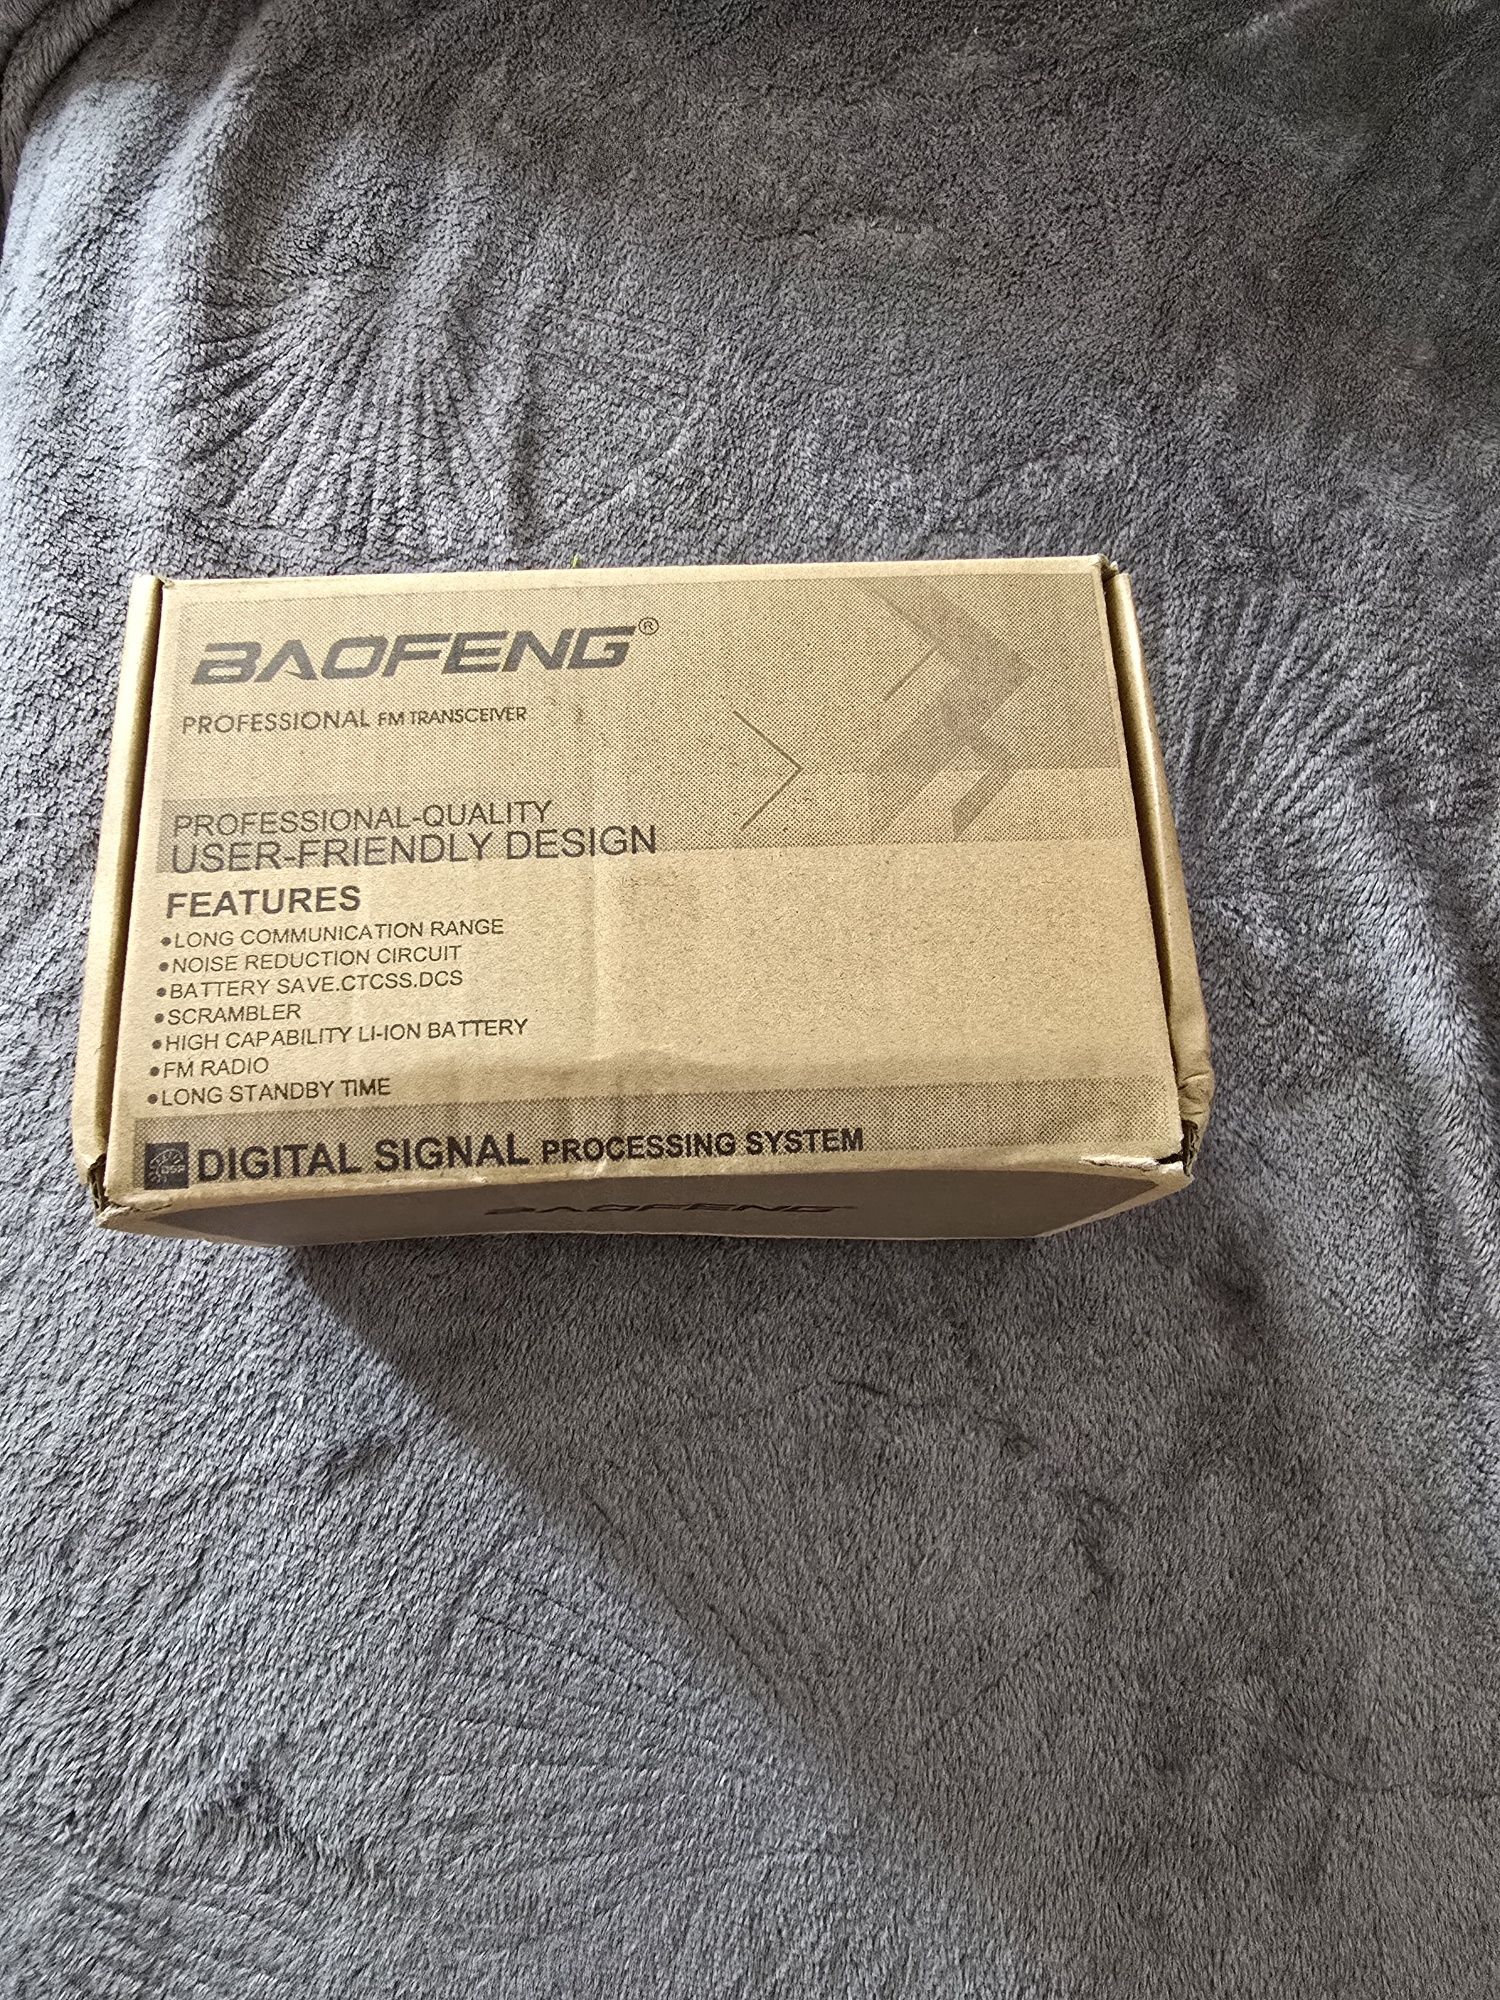 BAOFENG®
PROFESSIONAL FM TRANSCEIVER
PROFESSIONAL-QUALITY
USER-FRIENDLY DESIGN
FEATURES
•LONG COMMUNICATION RANGE
•NOISE REDUCTION CIRCUIT
•BATTERY SAVE.CTCSS.DCS
•SCRAMBLER
•HIGH CAPABILITY LI-ION BATTERY
•FM RADIO
•LONG STANDBY TIME
DIGITAL SIGNAL PROCESSING SYSTEM
BAOFENG